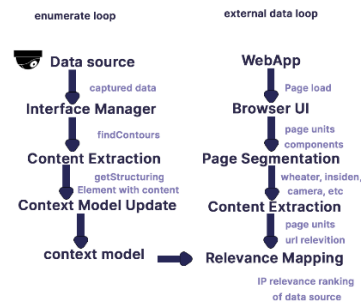 enumerate loop
Data source
captured data
Interface Manager
findContours
Content Extraction
getStructuring
Element with content
Context Model Update
context model
external data loop
WebApp
Page load
Browser UI
page units
components
Page Segmentation
wheater, insiden,
camera, etc
Content Extraction
page units
url relevition
Relevance Mapping
IP relevance ranking
of data source